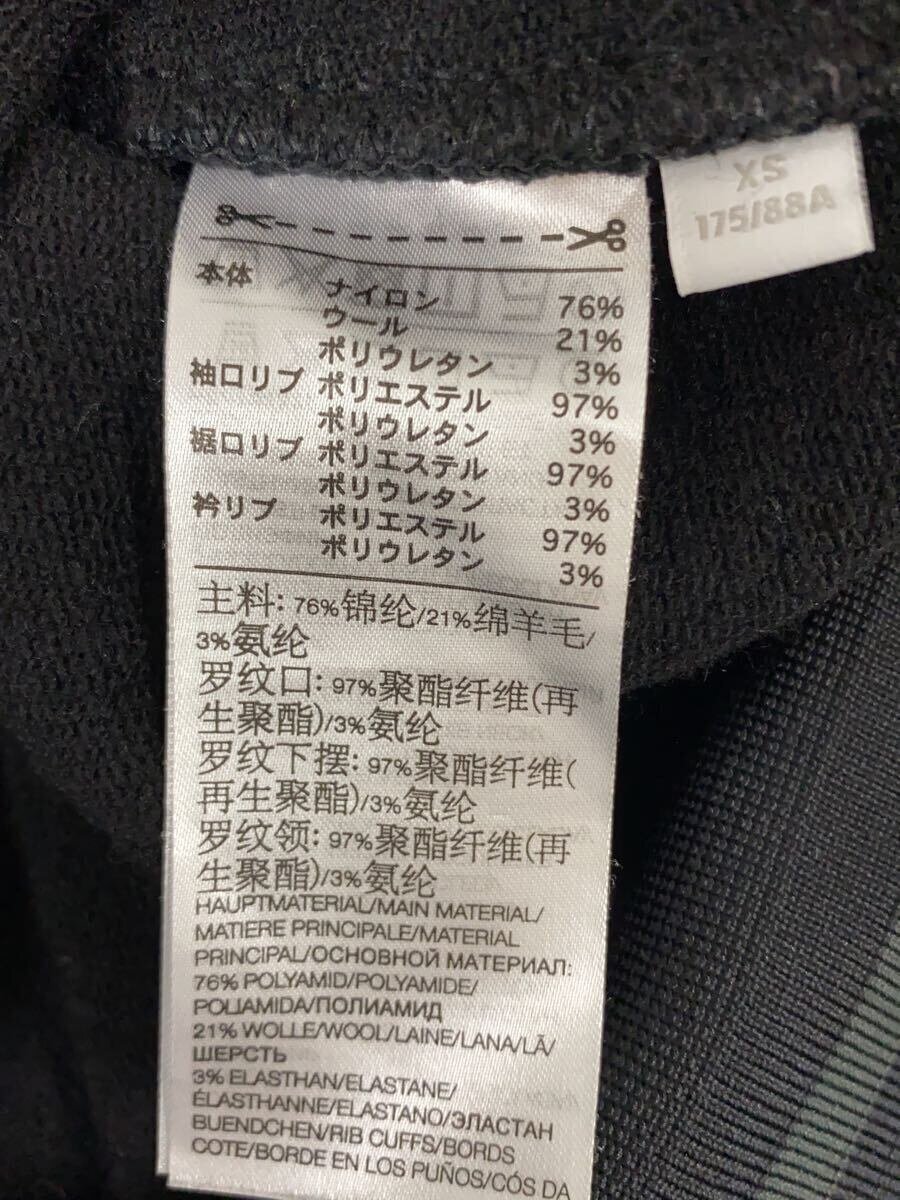 XS
175/88A
本体 ナイロン 76%
ウール 21%
ポリウレタン 3%
袖口リブ ポリエステル 97%
ポリウレタン 3%
裾口リブ ポリエステル 97%
ポリウレタン 3%
衿リブ ポリエステル 97%
ポリウレタン 3%
主料: 76%锦纶/21%绵羊毛/
3%氨纶
罗纹口: 97%聚酯纤维(再
生聚酯)/3%氨纶
罗纹下摆: 97%聚酯纤维(
再生聚酯)/3%氨纶
罗纹领: 97%聚酯纤维(再
生聚酯)/3%氨纶
HAUPTMATERIAL/MAIN MATERIAL/
MATIERE PRINCIPALE/MATERIAL
PRINCIPAL/ОСНОВНОЙ МАТЕРИАЛ:
76% POLYAMID/POLYAMIDE/
POLIAMIDA/ПОЛИАМИД
21% WOLLE/WOOL/LAINE/LANA/LÃ/
ШЕРСТЬ
3% ELASTHAN/ELASTANE/
ÉLASTHANNE/ELASTANO/ЭЛАСТАН
BUENDCHEN/RIB CUFFS/BORDS
COTE/BORDE EN LOS PUÑOS/CÓS DA